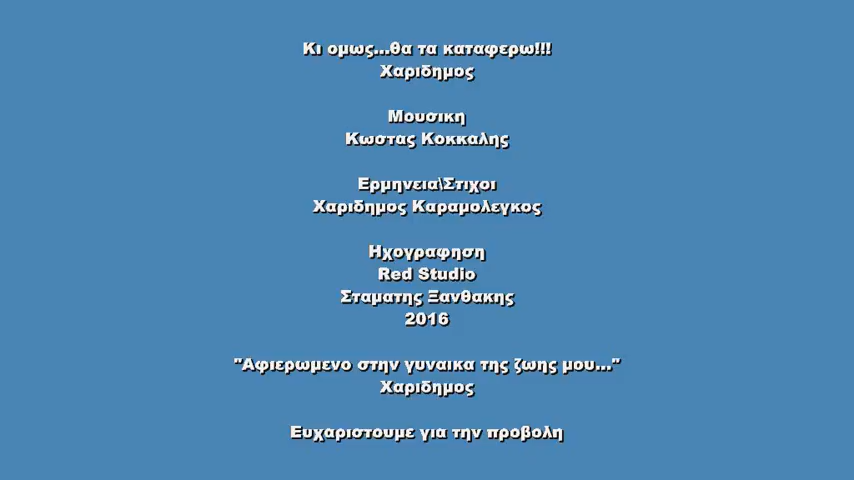 Κι ομως...θα τα καταφερω!!!
Χαριδημος
Μουσικη
Κωστας Κοκκαλης
Ερμηνεια\Στιχοι
Χαριδημος Καραμολεγκος
Ηχογραφηση
Red Studio
Σταματης Ξανθακης
2016
"Αφιερωμενο στην γυναικα της ζωης μου..."
Χαριδημος
Ευχαριστουμε για την προβολη